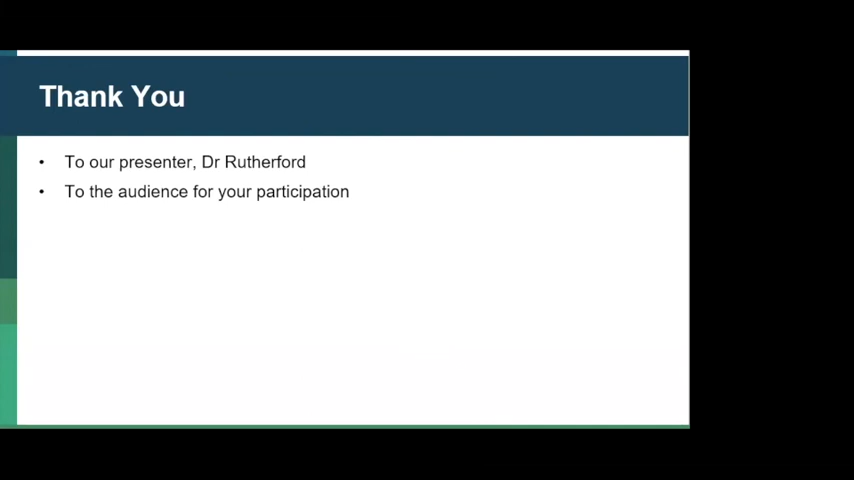 Thank You
• To our presenter, Dr Rutherford
• To the audience for your participation